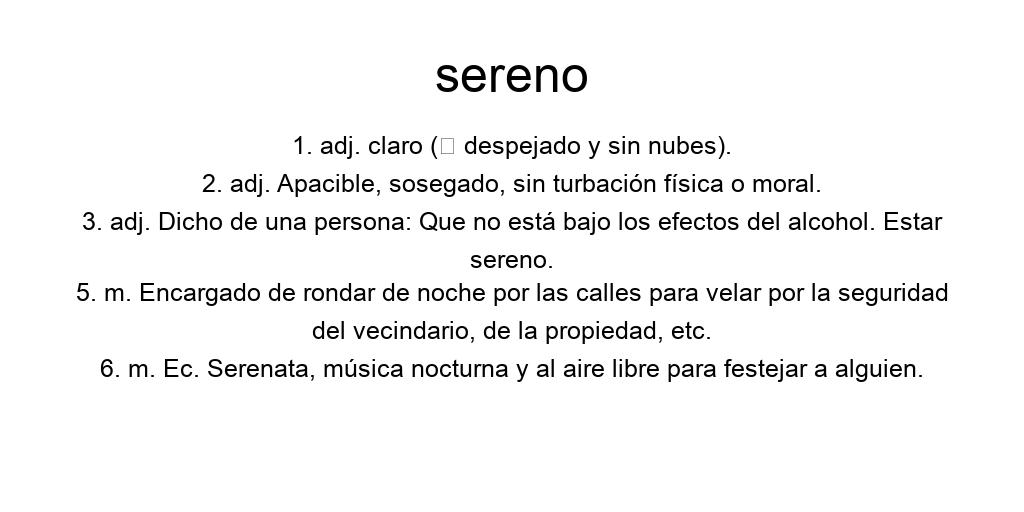 sereno
1. adj. claro (▯ despejado y sin nubes).
2. adj. Apacible, sosegado, sin turbación física o moral.
3. adj. Dicho de una persona: Que no está bajo los efectos del alcohol. Estar
sereno.
5. m. Encargado de rondar de noche por las calles para velar por la seguridad
del vecindario, de la propiedad, etc.
6. m. Ec. Serenata, música nocturna y al aire libre para festejar a alguien.